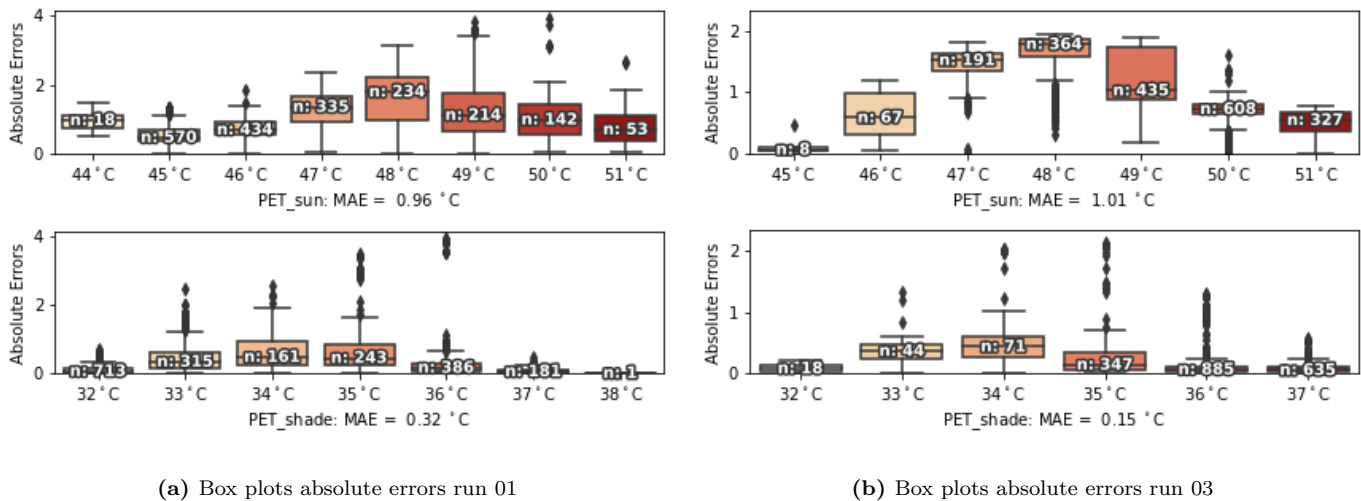 4
2
0
Absolute Errors
n: 18
n: 570
n: 434
n: 335
n: 234
n: 214
n: 142
n: 53
44°C 45°C 46°C 47°C 48°C 49°C 50°C 51°C
PET_sun: MAE = 0.96 °C
4
2
0
Absolute Errors
n: 713
n: 315
n: 161
n: 243
n: 386
n: 181
n: 1
32°C 33°C 34°C 35°C 36°C 37°C 38°C
PET_shade: MAE = 0.32 °C
(a) Box plots absolute errors run 01
2
1
0
Absolute Errors
n: 8
n: 67
n: 191
n: 364
n: 435
n: 608
n: 327
45°C 46°C 47°C 48°C 49°C 50°C 51°C
PET_sun: MAE = 1.01 °C
2
1
0
Absolute Errors
n: 18
n: 44
n: 71
n: 347
n: 885
n: 635
32°C 33°C 34°C 35°C 36°C 37°C
PET_shade: MAE = 0.15 °C
(b) Box plots absolute errors run 03